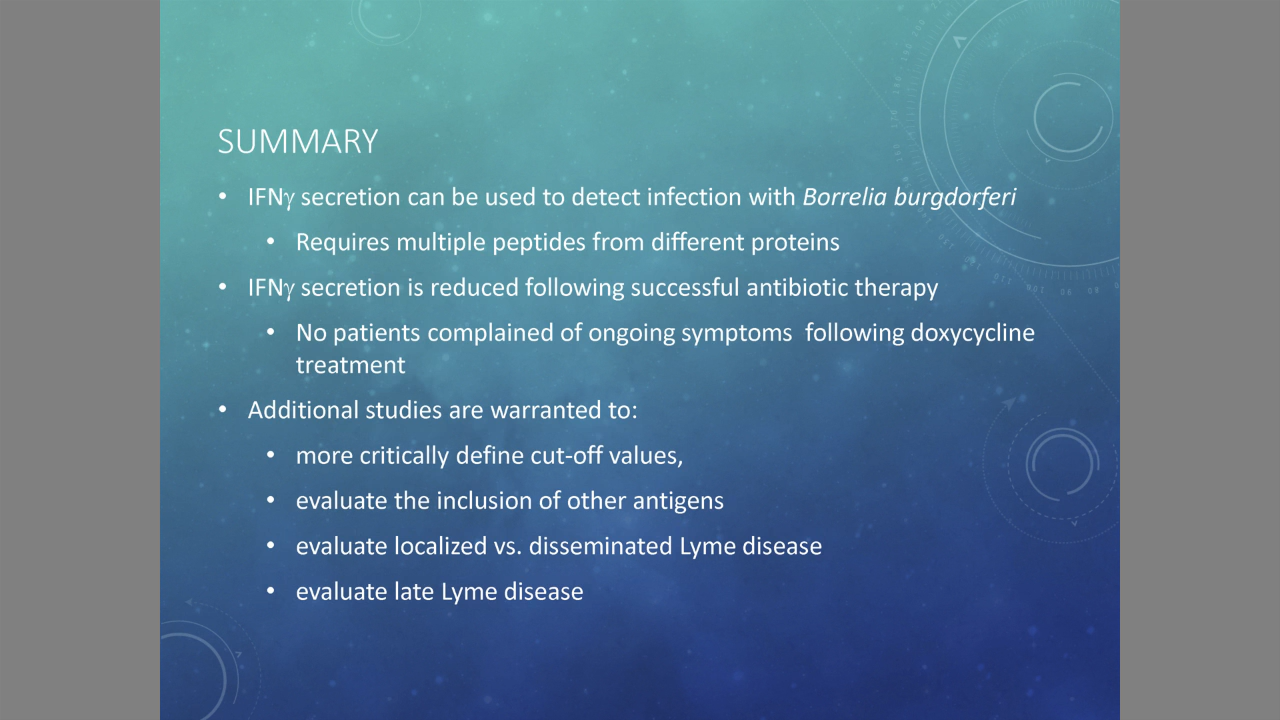 SUMMARY
• IFNγ secretion can be used to detect infection with Borrelia burgdorferi
• Requires multiple peptides from different proteins
• IFNγ secretion is reduced following successful antibiotic therapy
• No patients complained of ongoing symptoms  following doxycycline
treatment
• Additional studies are warranted to:
• more critically define cut-off values,
• evaluate the inclusion of other antigens
• evaluate localized vs. disseminated Lyme disease
• evaluate late Lyme disease